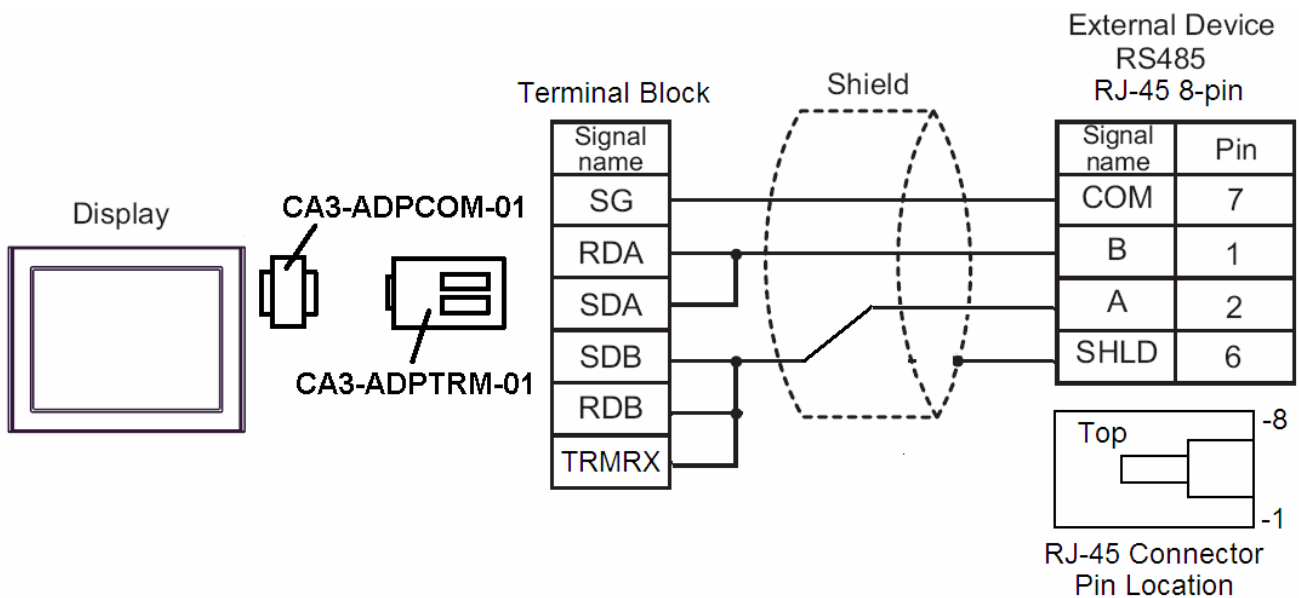 External Device
RS485
RJ-45 8-pin
Terminal Block
Shield
Signal
name
SG
RDA
SDA
SDB
RDB
TRMRX
Signal
name
Pin
COM
7
B
1
A
2
SHLD
6
Display
CA3-ADPCOM-01
CA3-ADPTRM-01
Top
-8
-1
RJ-45 Connector
Pin Location